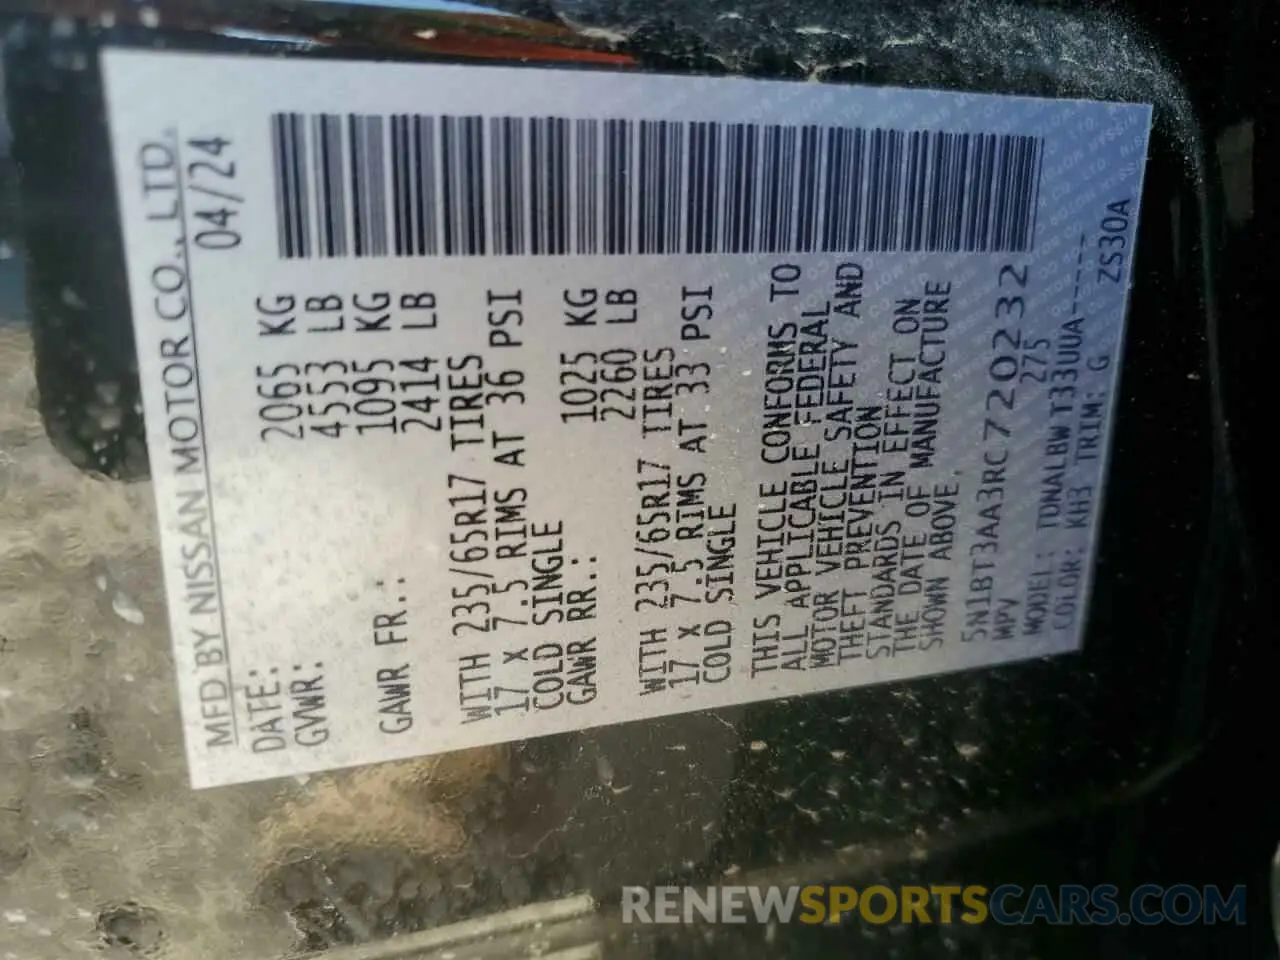 MFD BY NISSAN MOTOR CO., LTD.
DATE: 04/24
GVWR: 2065 KG
4553 LB
GAWR FR.: 1095 KG
2414 LB
WITH 235/65R17 TIRES
17 X 7.5 RIMS AT 36 PSI
COLD SINGLE
GAWR RR.: 1025 KG
2260 LB
WITH 235/65R17 TIRES
17 X 7.5 RIMS AT 33 PSI
COLD SINGLE
THIS VEHICLE CONFORMS TO
ALL APPLICABLE FEDERAL
MOTOR VEHICLE SAFETY AND
THEFT PREVENTION
STANDARDS IN EFFECT ON
THE DATE OF MANUFACTURE
SHOWN ABOVE.
5N1BT3AA3RC720232
MPV 275
MODEL: TDNALBWT33UUA-----
COLOR: KH3 TRIM: G ZS30A
RENEWSPORTSCARS.COM